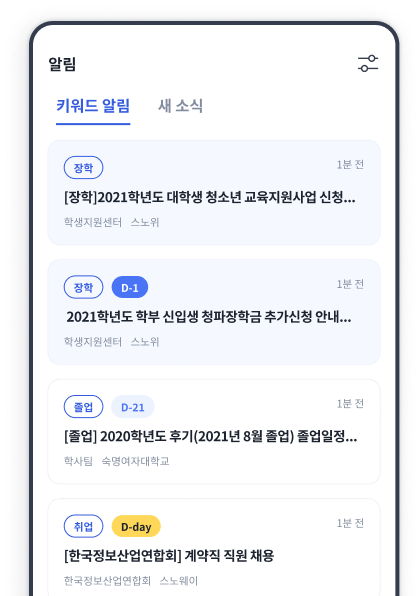 알림
키워드 알림 새 소식
장학 1분 전
[장학]2021학년도 대학생 청소년 교육지원사업 신청...
학생지원센터 스노위
장학 D-1 1분 전
2021학년도 학부 신입생 청파장학금 추가신청 안내...
학생지원센터 스노위
졸업 D-21 1분 전
[졸업] 2020학년도 후기(2021년 8월 졸업) 졸업일정...
학사팀 숙명여자대학교
취업 D-day 1분 전
[한국정보산업연합회] 계약직 직원 채용
한국정보산업연합회 스노웨이